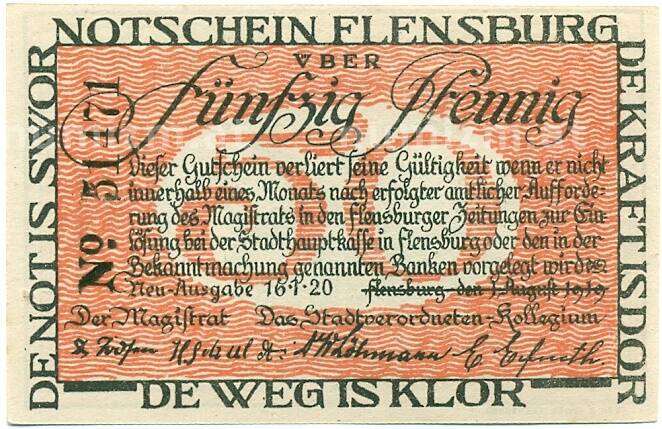 NOTSCHEIN FLENSBURG
DE NOT IS SWOR
DE KRAFT IS DOR
DE WEG IS KLOR
VBER
fünfzig Pfennig
No 51471
Dieser Gutschein verliert seine Gültigkeit wenn er nicht
innerhalb eines Monats nach erfolgter amtlicher Aufforde-
rung des Magistrats in den flensburger Zeitungen zur Ein-
lösung bei der Stadthauptkasse in flensburg oder den in der
Bekanntmachung genannten Banken vorgelegt wird
Neu-Ausgabe 16.1.20 flensburg den 1. August 1919
Der Magistrat Das Stadtverordneten-Kollegium